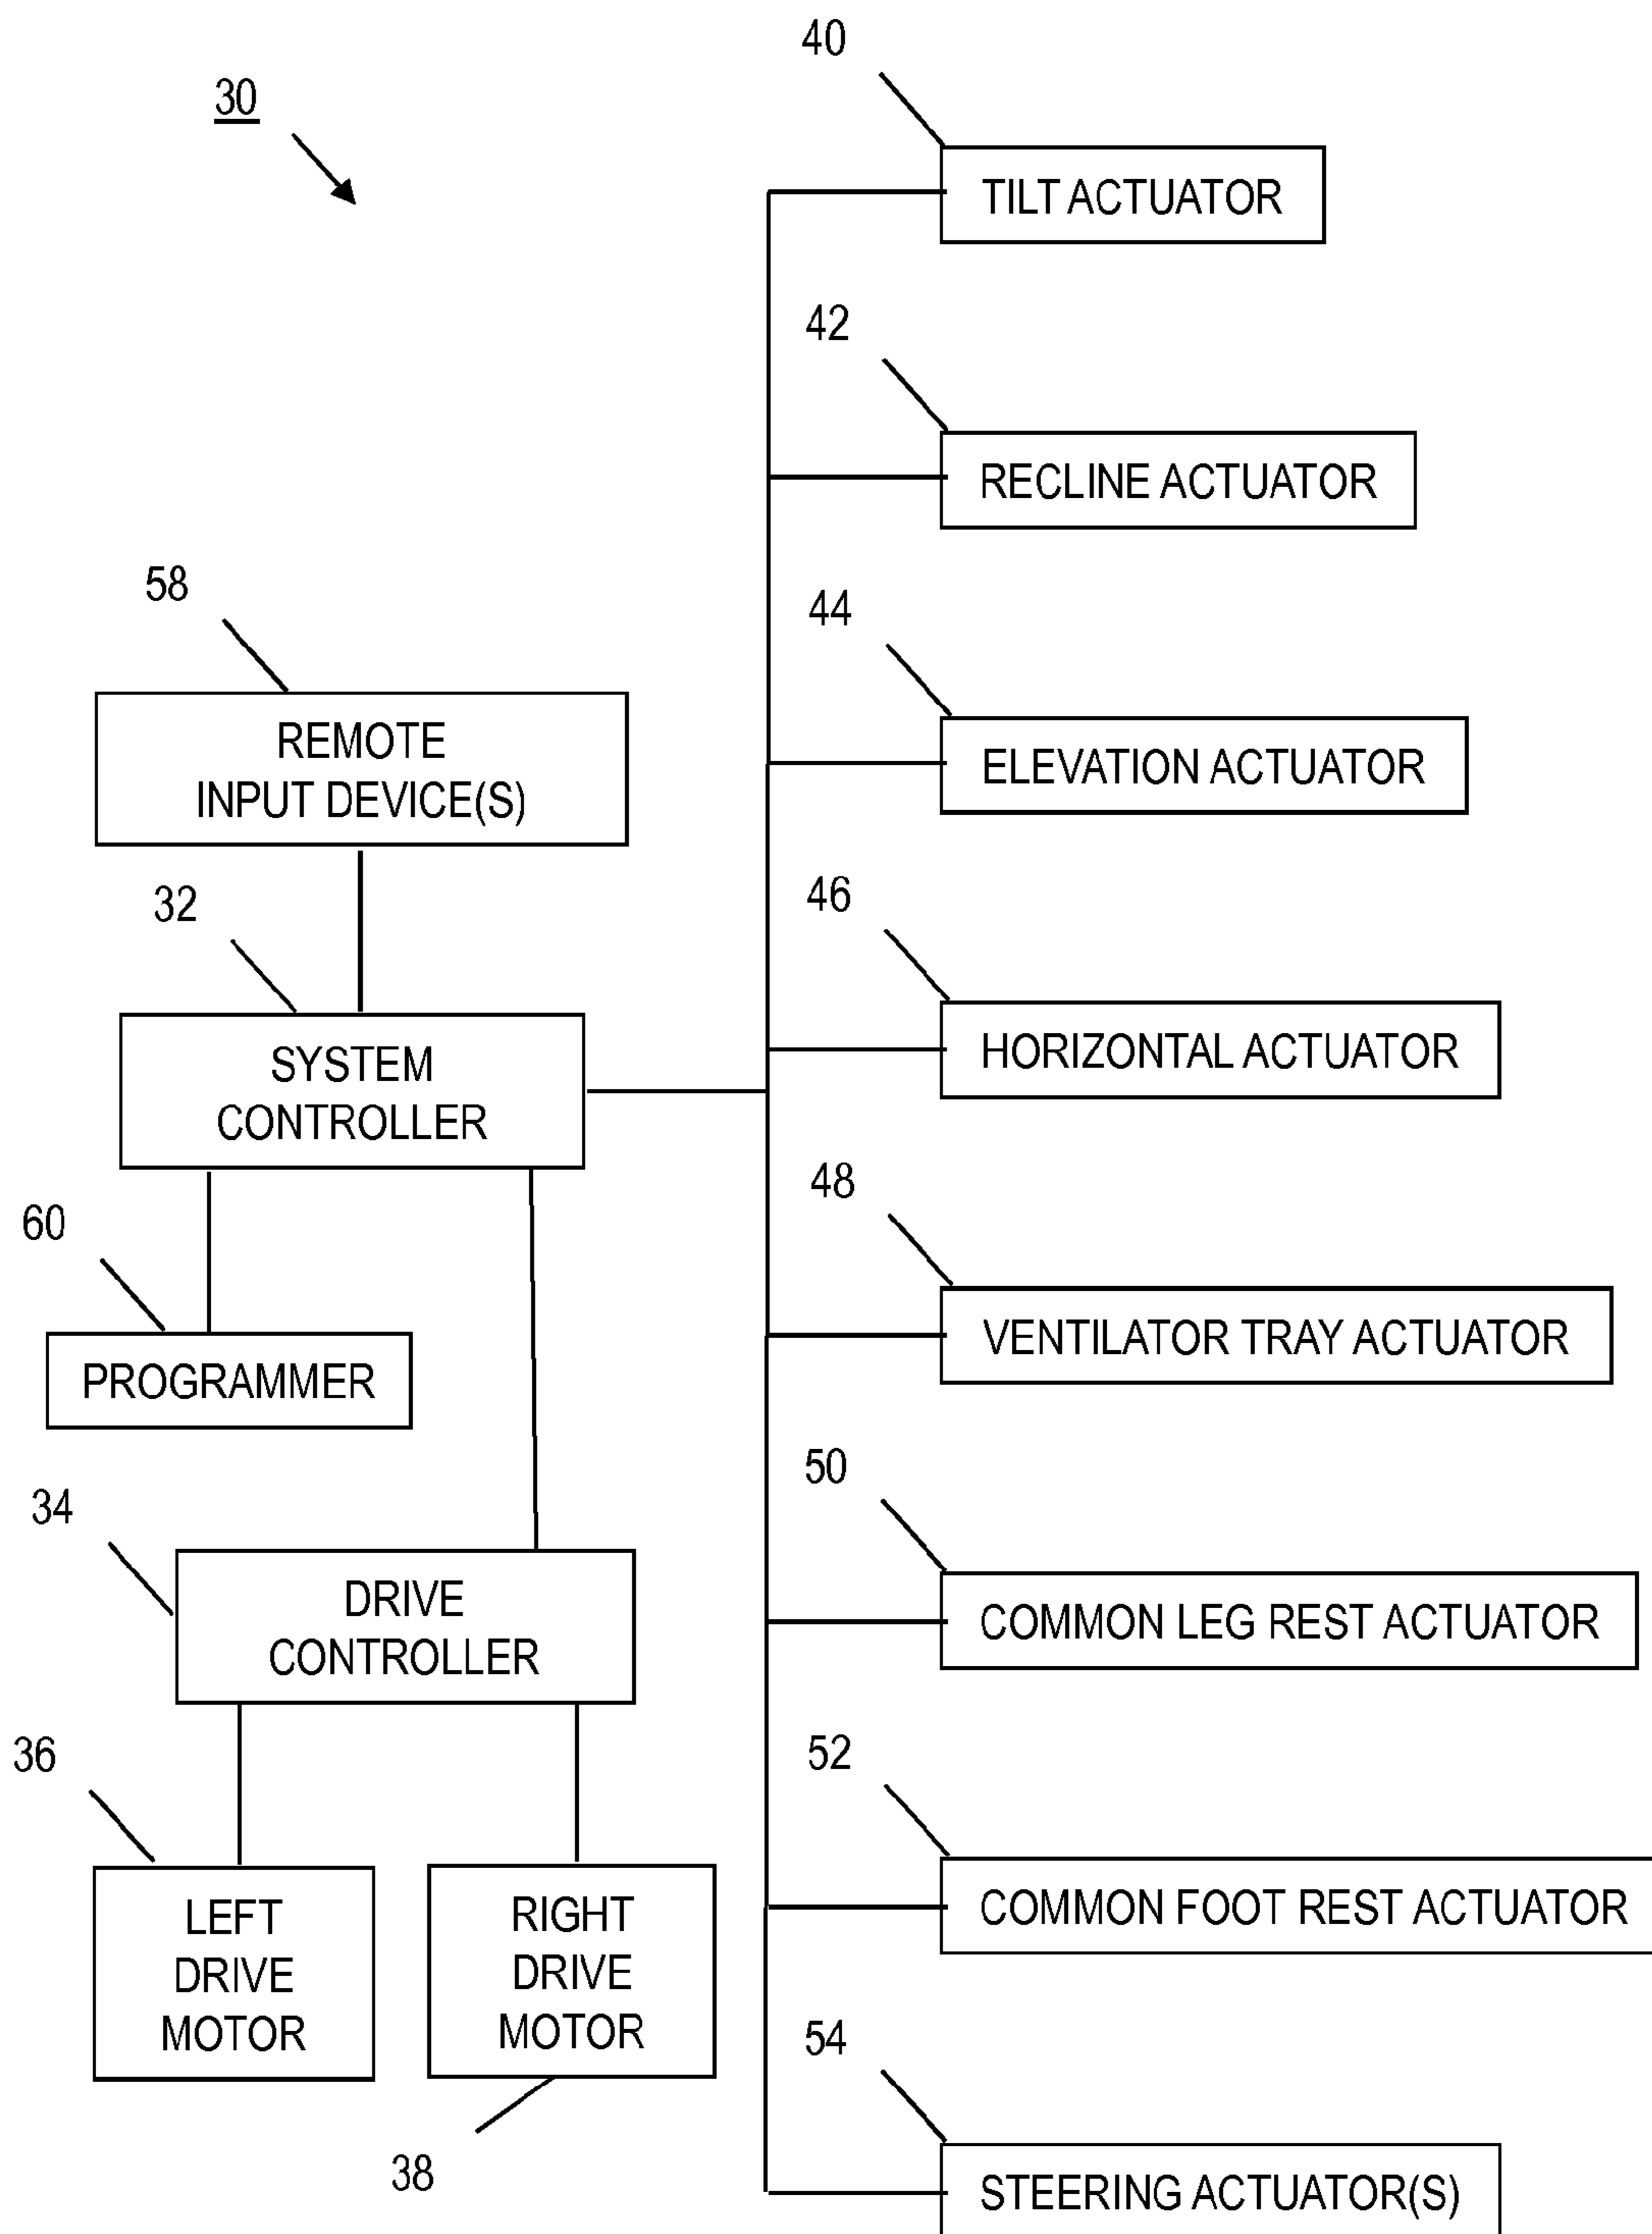 30
40
TILT ACTUATOR
42
RECLINE ACTUATOR
58
44
REMOTE
INPUT DEVICE(S)
ELEVATION ACTUATOR
32
46
SYSTEM
CONTROLLER
HORIZONTAL ACTUATOR
60
48
PROGRAMMER
VENTILATOR TRAY ACTUATOR
34
50
DRIVE
CONTROLLER
COMMON LEG REST ACTUATOR
36
52
LEFT
DRIVE
MOTOR
RIGHT
DRIVE
MOTOR
COMMON FOOT REST ACTUATOR
38
54
STEERING ACTUATOR(S)